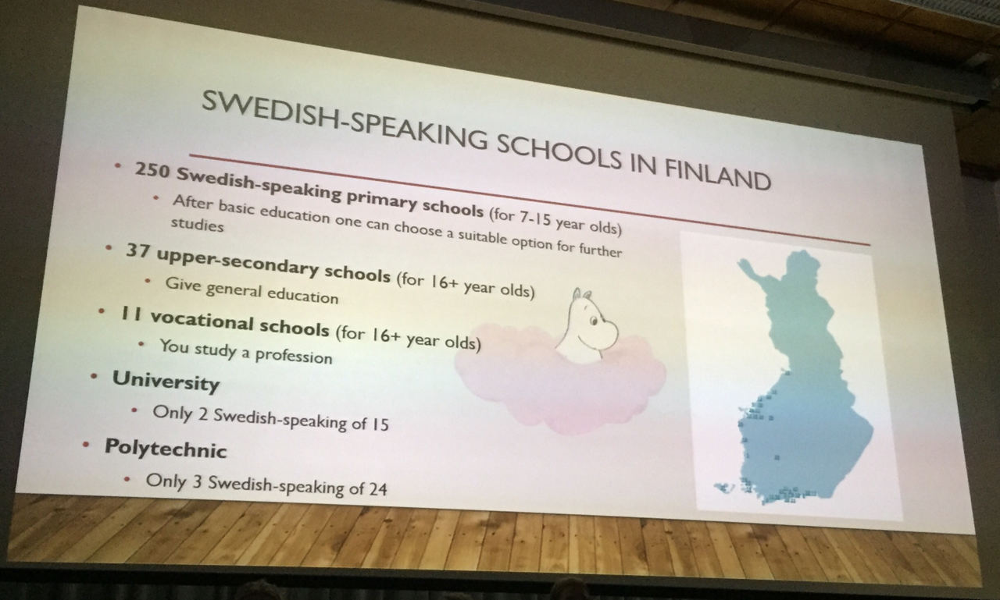 SWEDISH-SPEAKING SCHOOLS IN FINLAND
• 250 Swedish-speaking primary schools (for 7-15 year olds)
• After basic education one can choose a suitable option for further
studies
• 37 upper-secondary schools (for 16+ year olds)
• Give general education
• 11 vocational schools (for 16+ year olds)
• You study a profession
• University
• Only 2 Swedish-speaking of 15
• Polytechnic
• Only 3 Swedish-speaking of 24